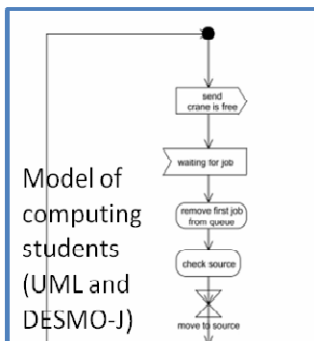 send
crane is free
waiting for job
remove first job
from queue
check source
move to source
Model of
computing
students
(UML and
DESMO-J)